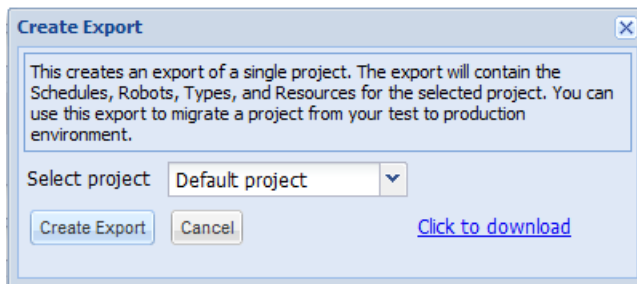 Create Export
This creates an export of a single project. The export will contain the
Schedules, Robots, Types, and Resources for the selected project. You can
use this export to migrate a project from your test to production
environment.
Select project Default project
Create Export Cancel Click to download